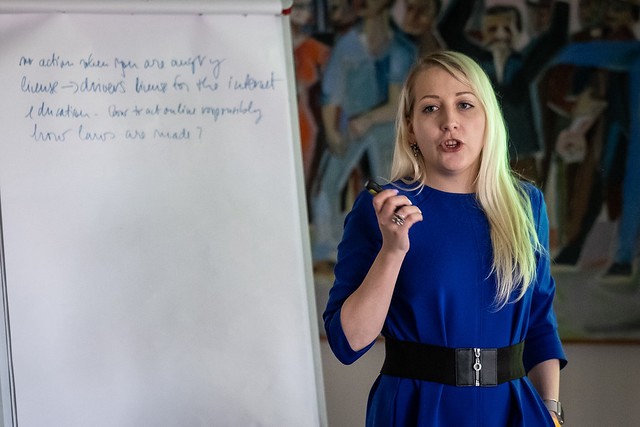 no action when you are angry
license → drivers license for the internet
education - how to act online responsibly
how laws are made?